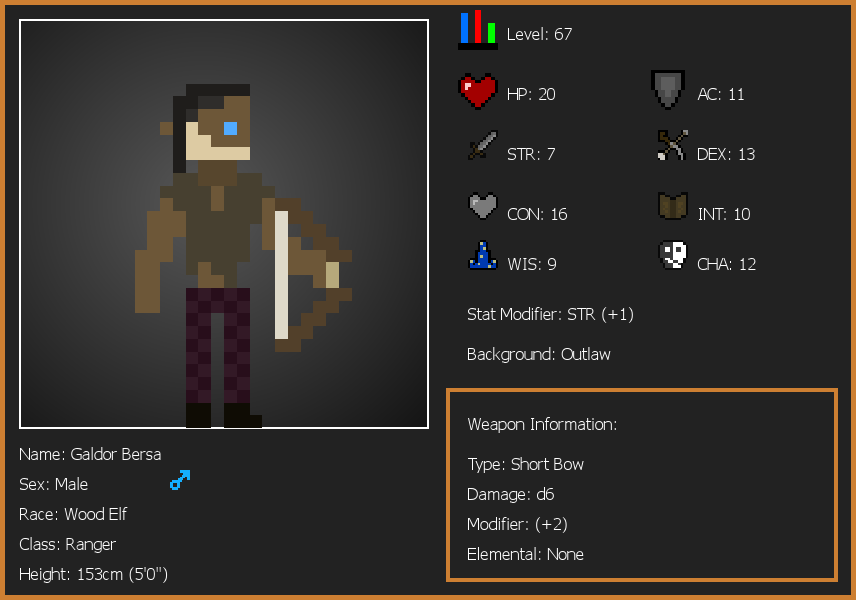 Level: 67
HP: 20
AC: 11
STR: 7
DEX: 13
CON: 16
INT: 10
WIS: 9
CHA: 12
Stat Modifier: STR (+1)
Background: Outlaw
Weapon Information:
Type: Short Bow
Damage: d6
Modifier: (+2)
Elemental: None
Name: Galdor Bersa
Sex: Male
Race: Wood Elf
Class: Ranger
Height: 153cm (5'0")